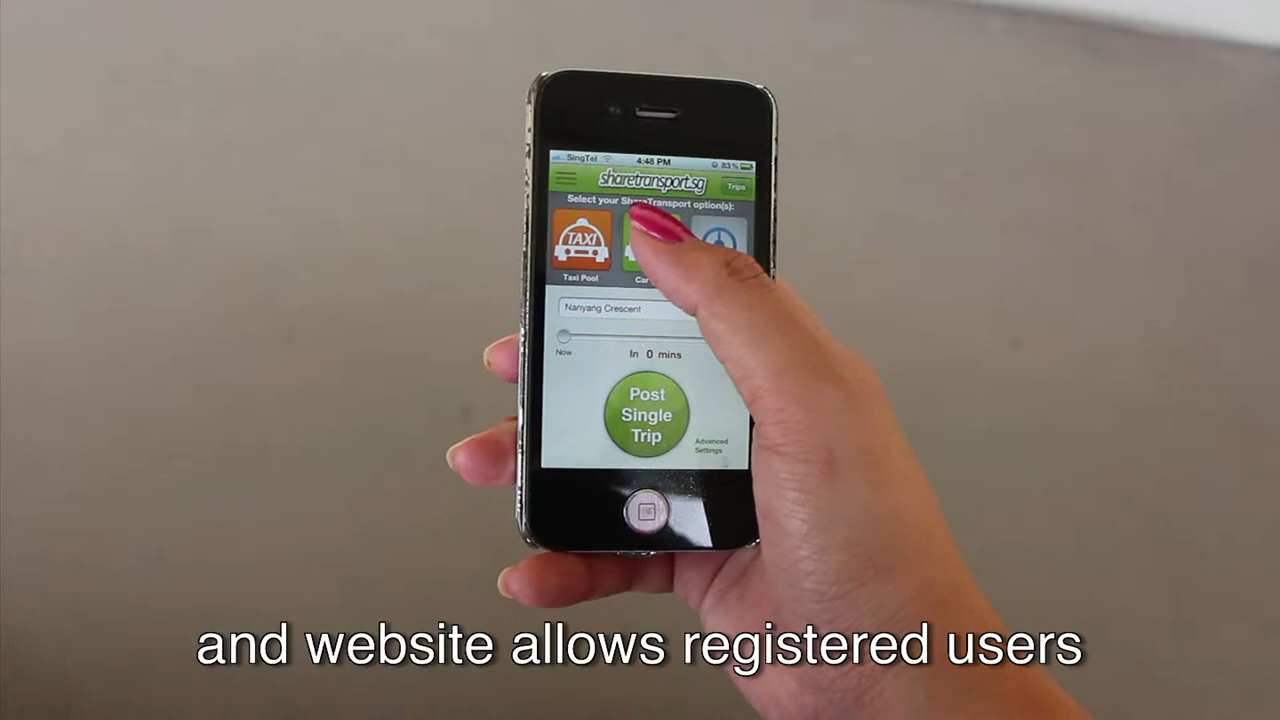 SingTel 4:48 PM 83%
sharetransport.sg Trips
Select your ShareTransport option(s):
TAXI
Taxi Pool Car
Nanyang Crescent
Now In 0 mins
Post
Single
Trip
Advanced
Settings
and website allows registered users